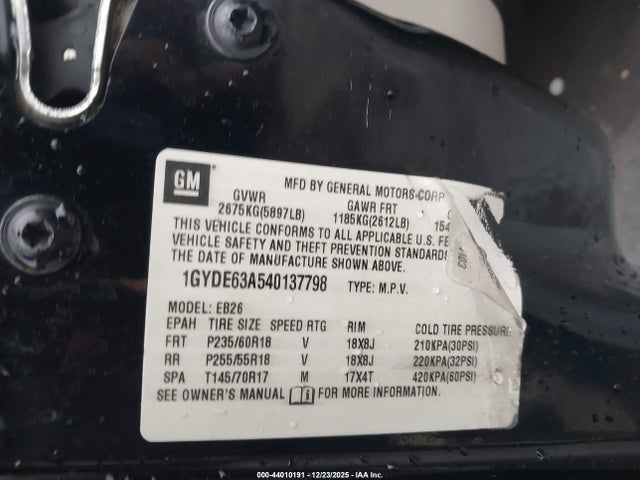 GM
MFD BY GENERAL MOTORS CORP
GVWR GAWR FRT
2675KG(5897LB) 1185KG(2612LB) 154
THIS VEHICLE CONFORMS TO ALL APPLICABLE U.S. FE
VEHICLE SAFETY AND THEFT PREVENTION STANDARDS
THE DATE OF MANUFACTURE SHOWN ABOVE.
1GYDE63A540137798 TYPE: M.P.V.
MODEL: EB26
EPAH TIRE SIZE SPEED RTG RIM COLD TIRE PRESSURE
FRT P235/60R18 V 18X8J 210KPA(30PSI)
RR P255/55R18 V 18X8J 220KPA(32PSI)
SPA T145/70R17 M 17X4T 420KPA(60PSI)
SEE OWNER'S MANUAL FOR MORE INFORMATION.
000-44010191 - 12/23/2025 - IAA Inc.